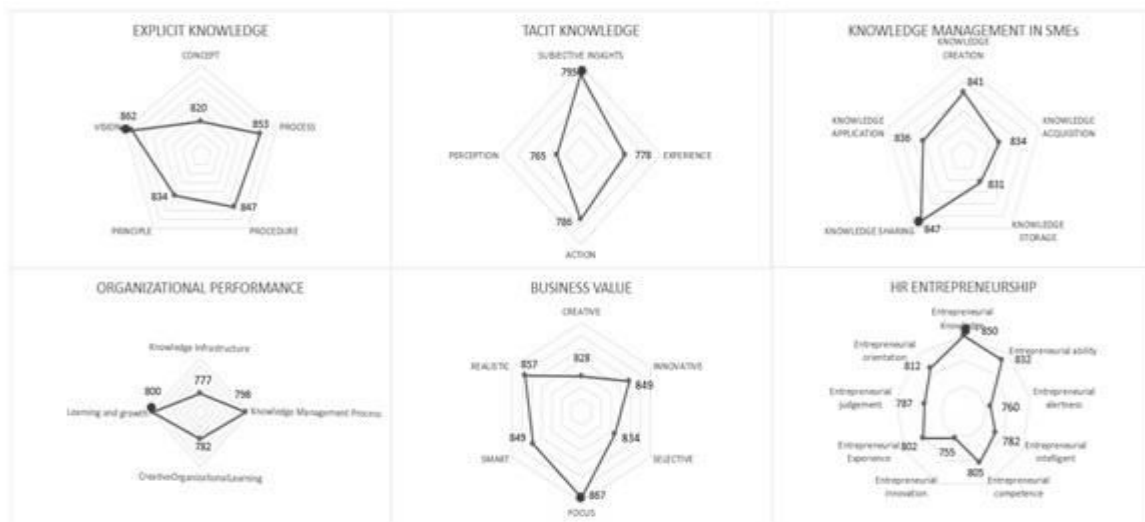 EXPLICIT KNOWLEDGE
CONCEPT
820
862
VISION
853
PROCESS
834
847
PRINCIPLE
PROCEDURE
TACIT KNOWLEDGE
SUBJECTIVE INSIGHTS
795
PERCEPTION
765
778
EXPERIENCE
786
ACTION
KNOWLEDGE MANAGEMENT IN SMEs
KNOWLEDGE
CREATION
841
KNOWLEDGE
APPLICATION
836
KNOWLEDGE
ACQUISITION
834
831
KNOWLEDGE SHARING
847
KNOWLEDGE
STORAGE
ORGANIZATIONAL PERFORMANCE
Knowledge Infrastructure
777
800
798
Learning and growth
Knowledge Management Process
782
CreativeOrganizationalLearning
BUSINESS VALUE
CREATIVE
828
REALISTIC
857
INNOVATIVE
849
849
834
SMART
SELECTIVE
867
FOCUS
HR ENTREPRENEURSHIP
Entrepreneurial
Knowledge
850
Entrepreneurial
orientation
812
832
Entrepreneurial ability
Entrepreneurial
judgement
787
760
Entrepreneurial
alertness
Entrepreneurial
Experience
802
755
782
Entrepreneurial
intelligent
805
Entrepreneurial
innovation
Entrepreneurial
competence